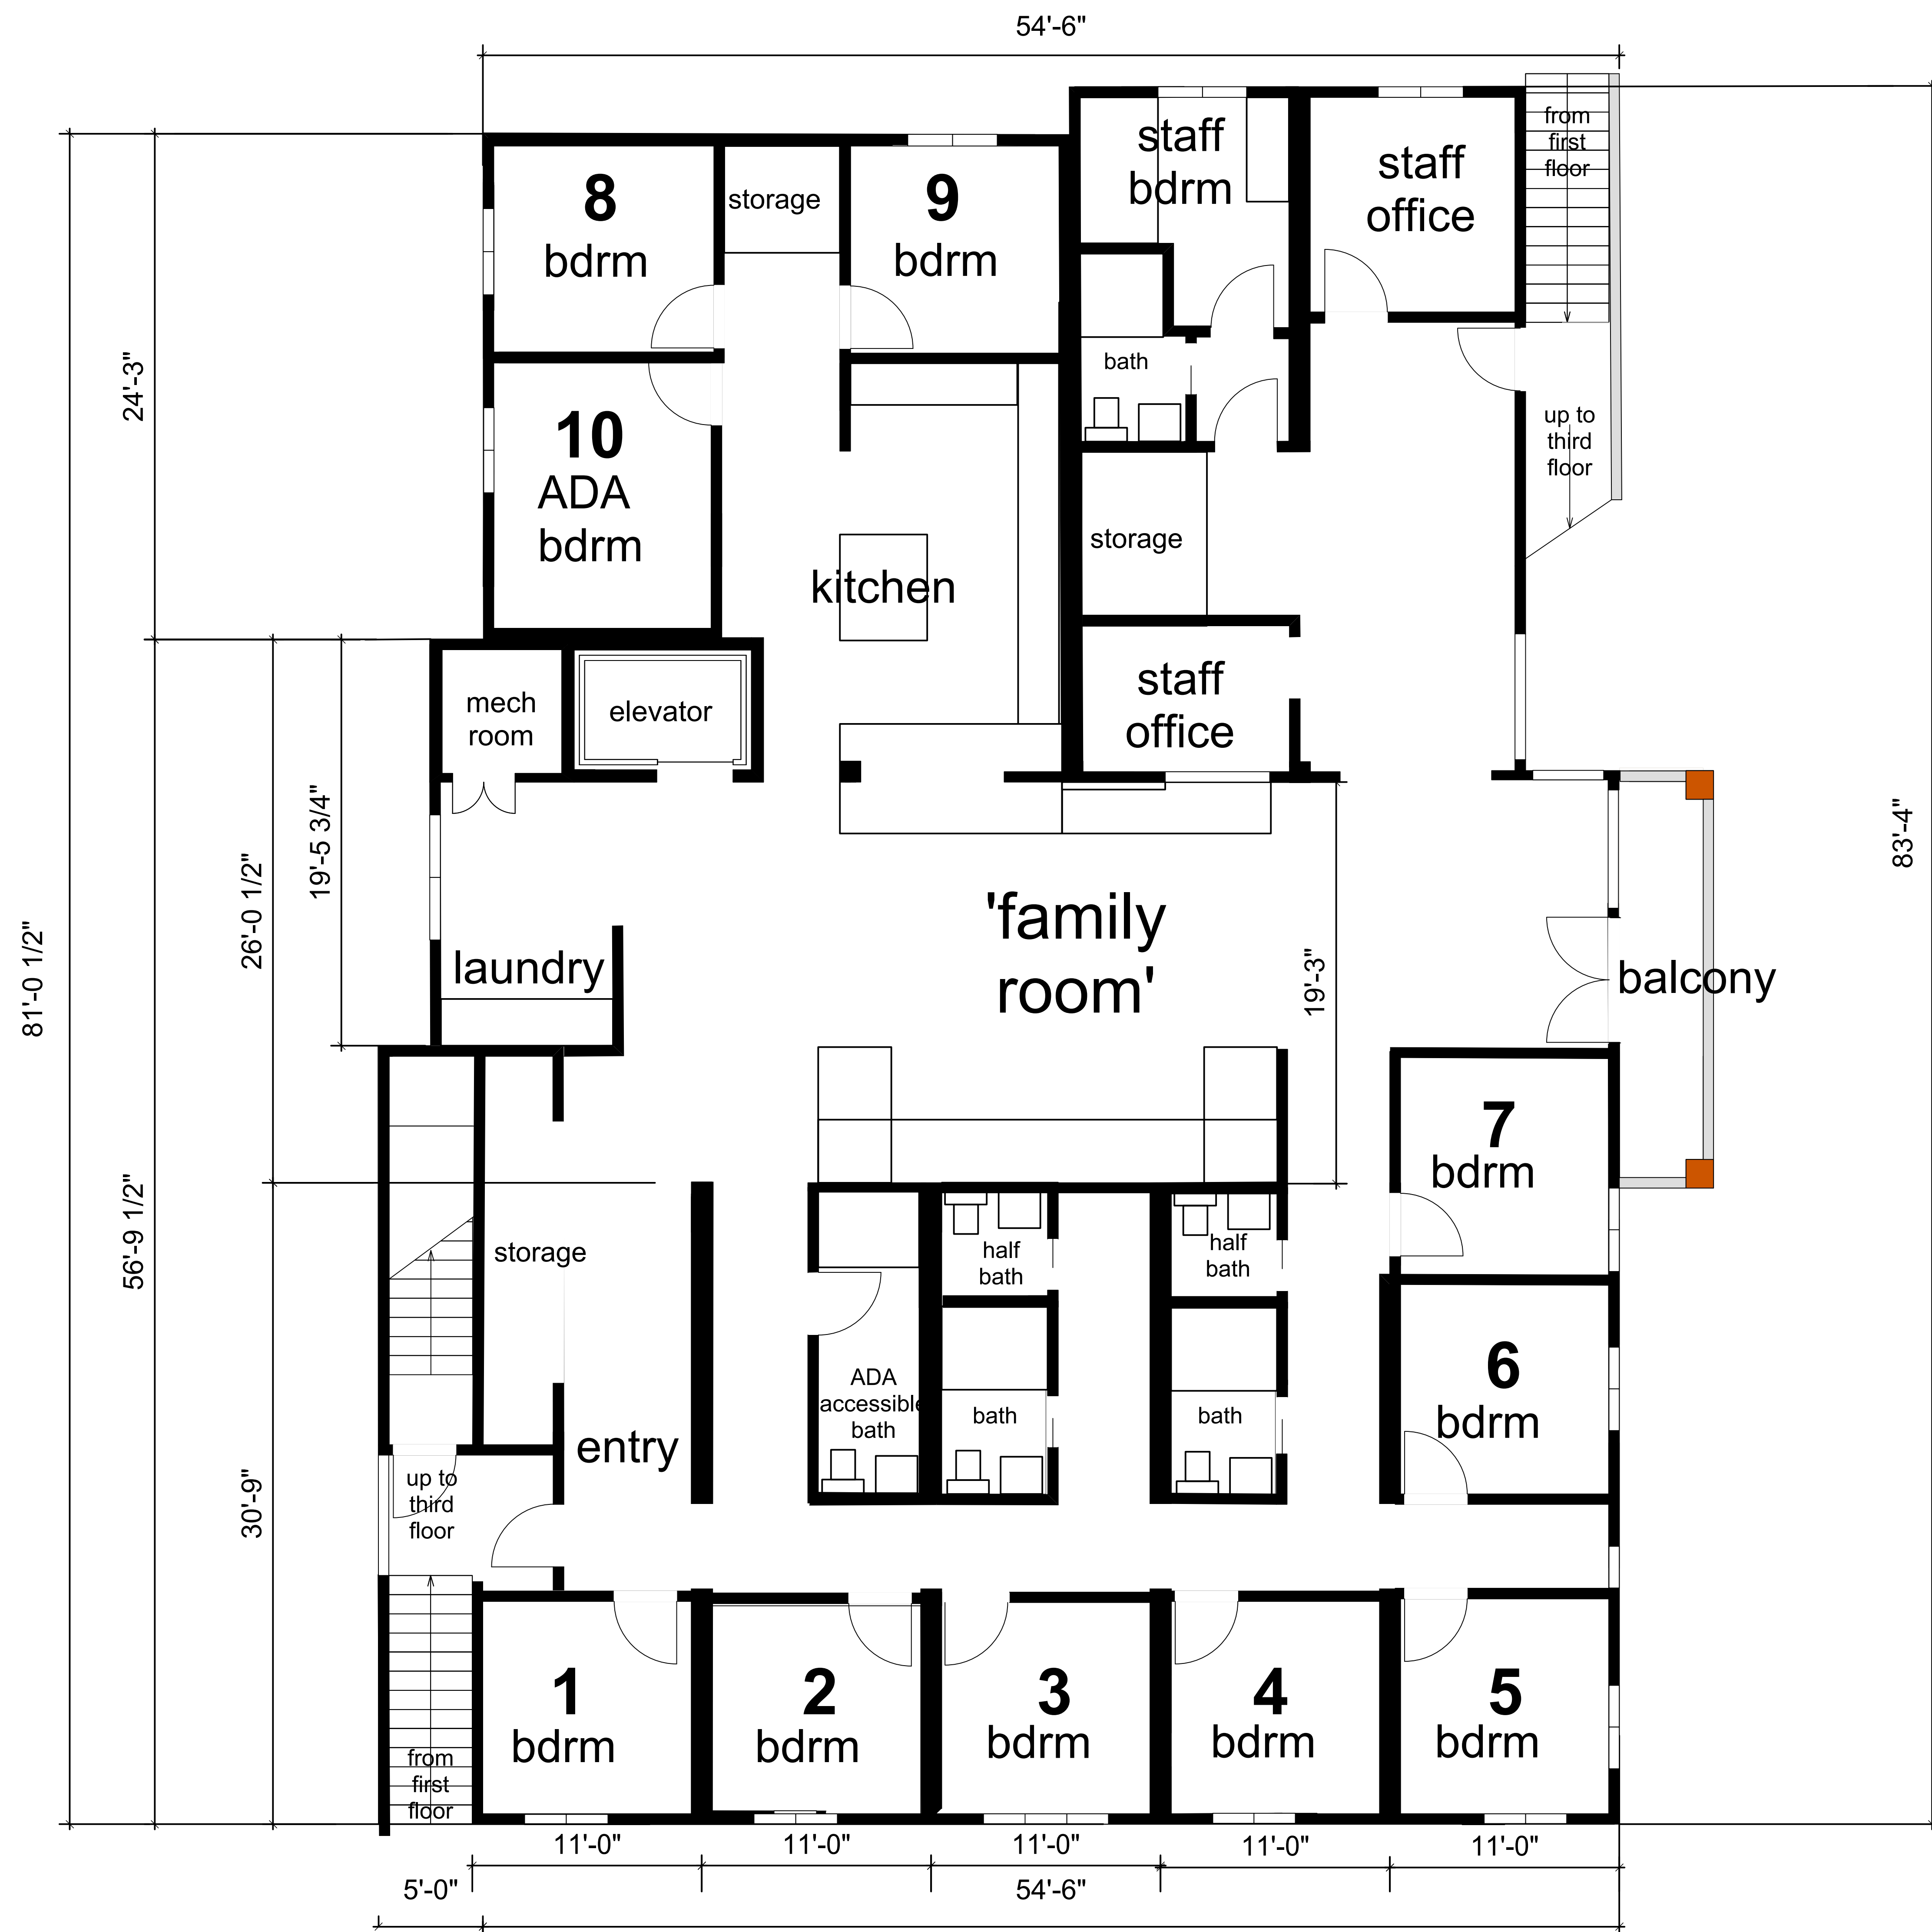 54'-6"
from
first
floor
staff
bdrm
staff
office
8
bdrm
storage
9
bdrm
24'-3"
bath
up to
third
floor
10
ADA
bdrm
storage
kitchen
staff
office
mech
room
elevator
19'-5 3/4"
26'-0 1/2"
83'-4"
81'-0 1/2"
'family
room'
laundry
19'-3"
balcony
7
bdrm
56'-9 1/2"
storage
half
bath
half
bath
6
bdrm
ADA
accessible
bath
bath
bath
entry
30'-9"
up to
third
floor
1
bdrm
2
bdrm
3
bdrm
4
bdrm
5
bdrm
from
first
floor
11'-0" 11'-0" 11'-0" 11'-0" 11'-0"
5'-0" 54'-6"